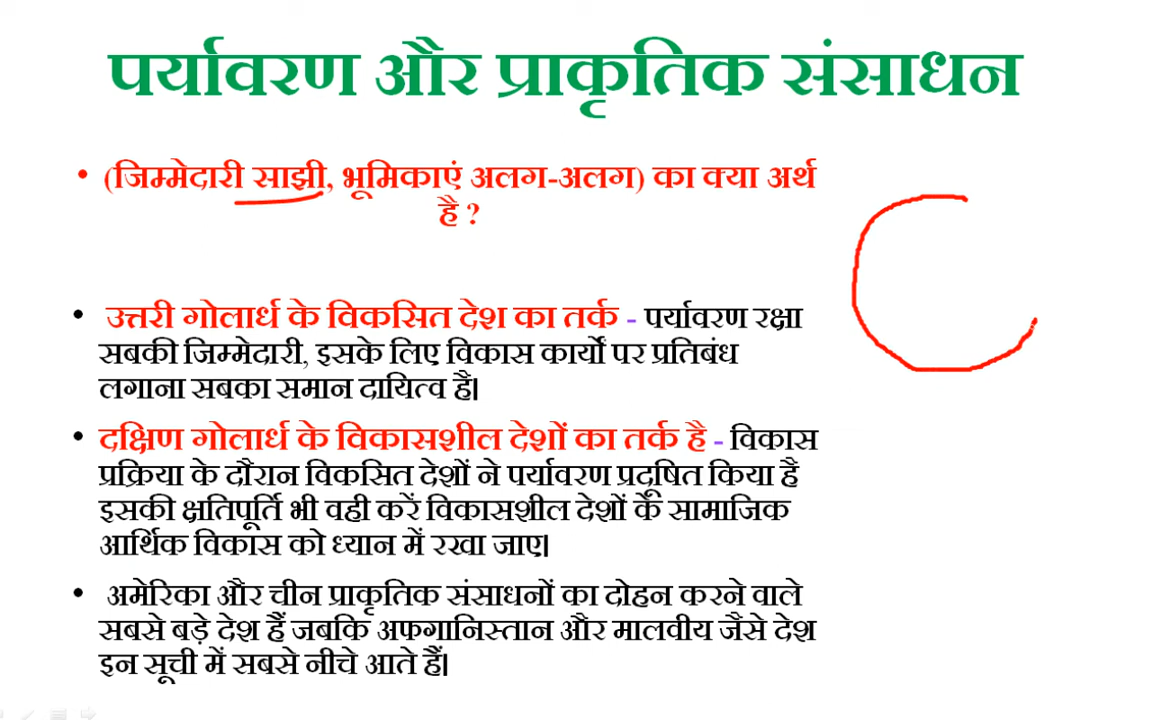 पर्यावरण और प्राकृतिक संसाधन
• (जिम्मेदारी साझी, भूमिकाएं अलग-अलग) का क्या अर्थ
है ?
• उत्तरी गोलार्ध के विकसित देश का तर्क - पर्यावरण रक्षा
सबकी जिम्मेदारी, इसके लिए विकास कार्यों पर प्रतिबंध
लगाना सबका समान दायित्व है।
• दक्षिण गोलार्ध के विकासशील देशों का तर्क है - विकास
प्रक्रिया के दौरान विकसित देशों ने पर्यावरण प्रदूषित किया है
इसकी क्षतिपूर्ति भी वही करें विकासशील देशों के सामाजिक
आर्थिक विकास को ध्यान में रखा जाए।
• अमेरिका और चीन प्राकृतिक संसाधनों का दोहन करने वाले
सबसे बड़े देश हैं जबकि अफगानिस्तान और मालवीय जैसे देश
इन सूची में सबसे नीचे आते हैं।